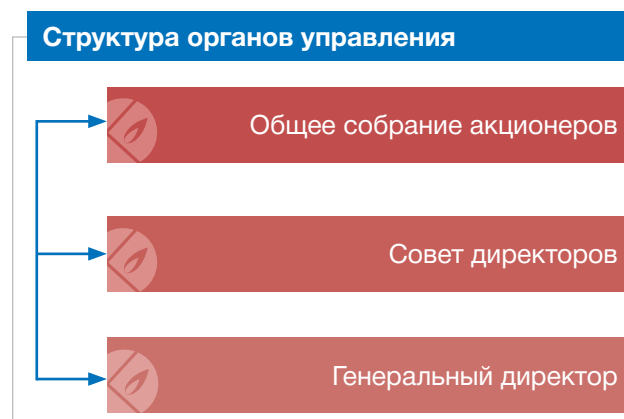 Структура органов управления
Общее собрание акционеров
Совет директоров
Генеральный директор